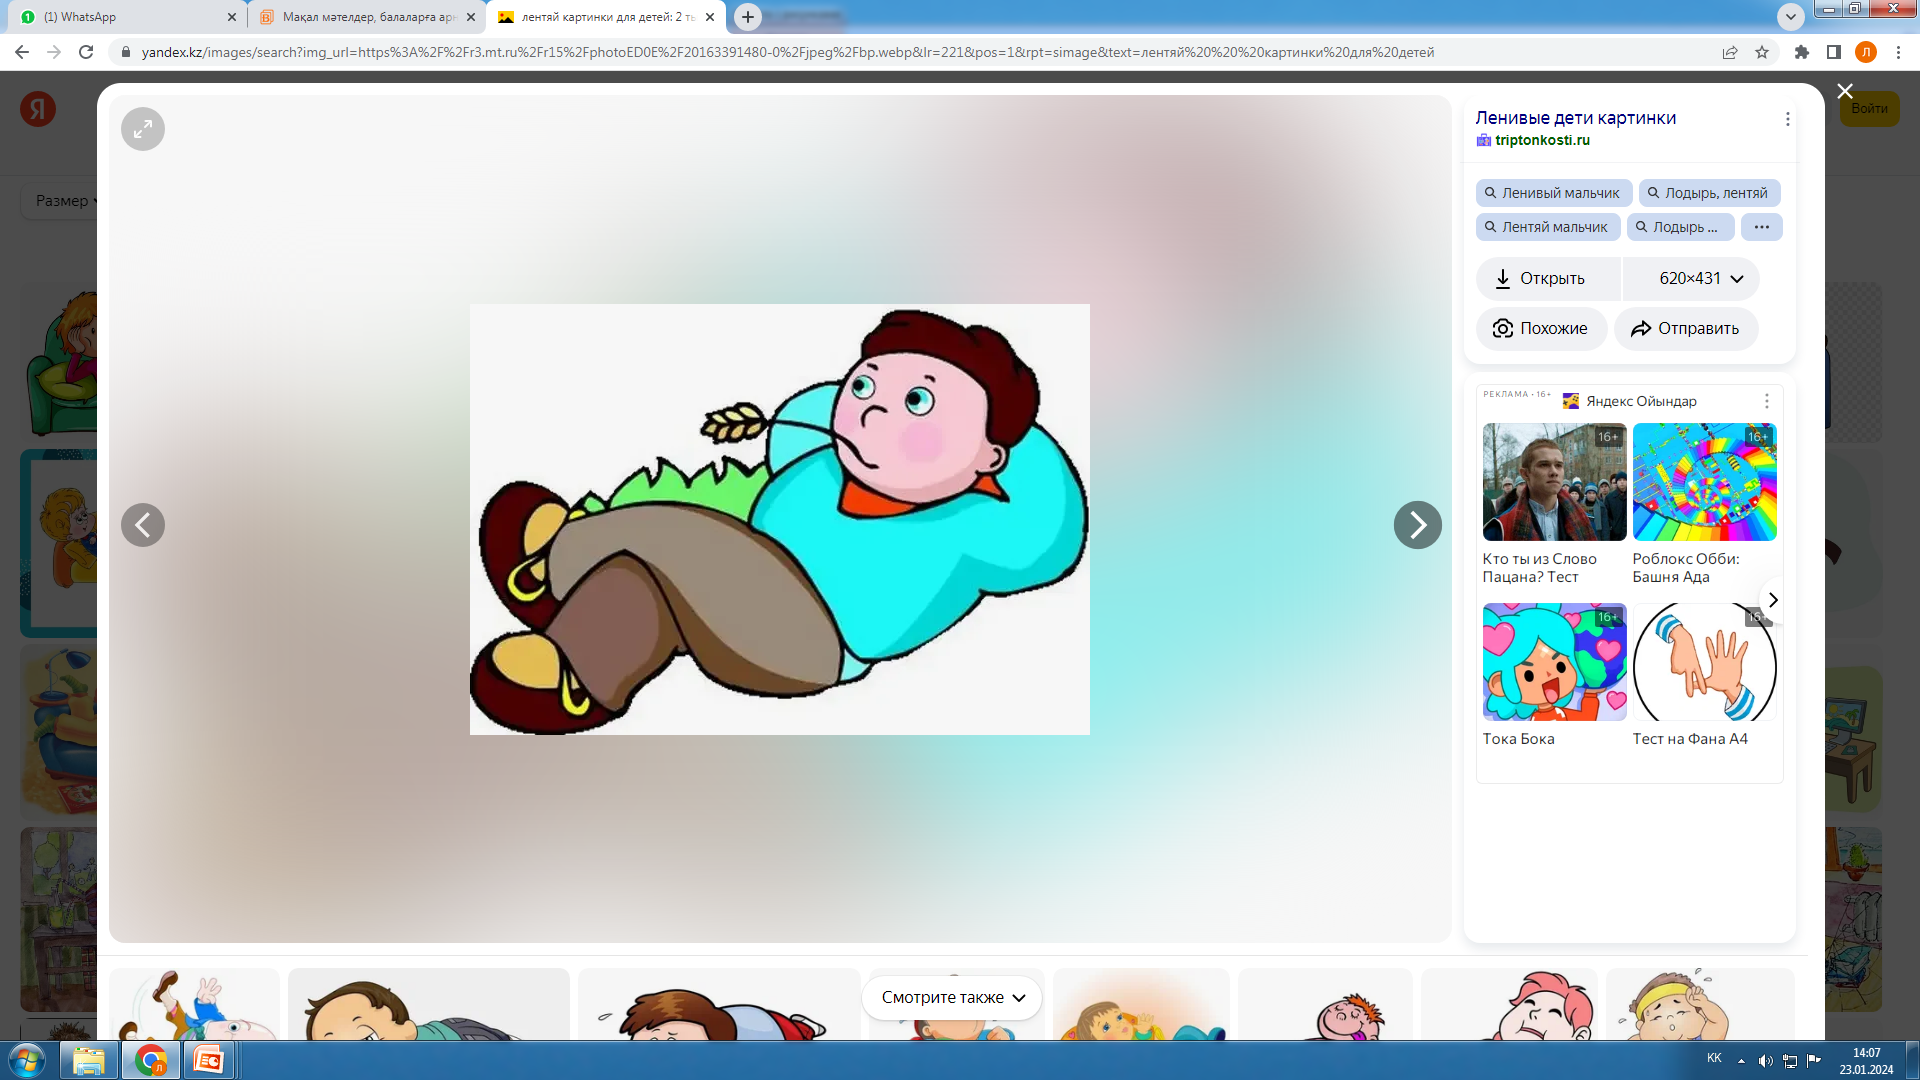 (1) WhatsApp
Мақал мәтелдер, балаларға арн
лентяй картинки для детей: 2 ты
yandex.kz/images/search?img_url=https%3A%2F%2Fr3.mt.ru%2Fr15%2FphotoED0E%2F20163391480-0%2Fjpeg%2Fbp.webp&lr=221&pos=1&rpt=simage&text=лентяй%20%20%20картинки%20для%20детей
Л
Я
Войти
Размер
Ленивые дети картинки
triptonkosti.ru
Ленивый мальчик
Лодырь, лентяй
Лентяй мальчик
Лодырь ...
Открыть
620×431
Похожие
Отправить
РЕКЛАМА • 16+
Яндекс Ойындар
16+
16+
Кто ты из Слово
Пацана? Тест
Роблокс Обби:
Башня Ада
16+
16+
Тока Бока
Тест на Фана А4
Смотрите также
KK
14:07
23.01.2024